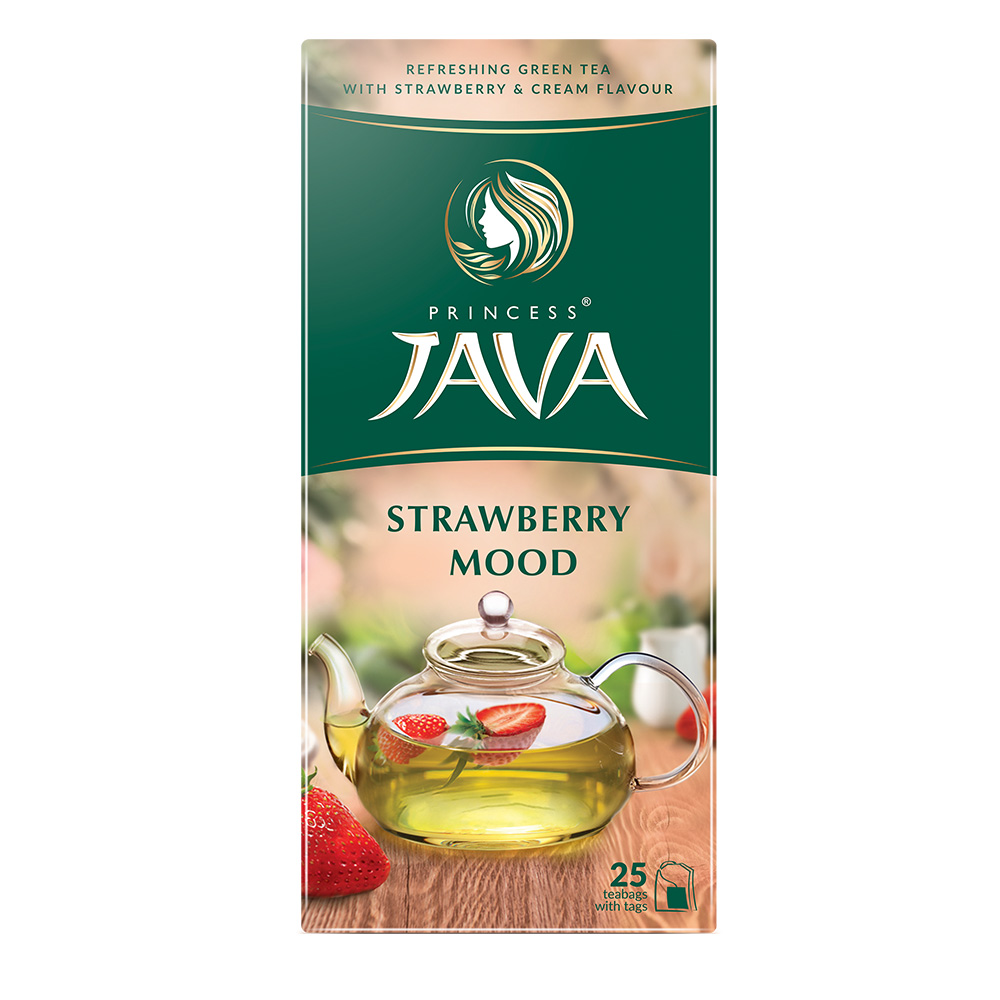 REFRESHING GREEN TEA
WITH STRAWBERRY & CREAM FLAVOUR
PRINCESS®
JAVA
STRAWBERRY
MOOD
25
teabags
with tags